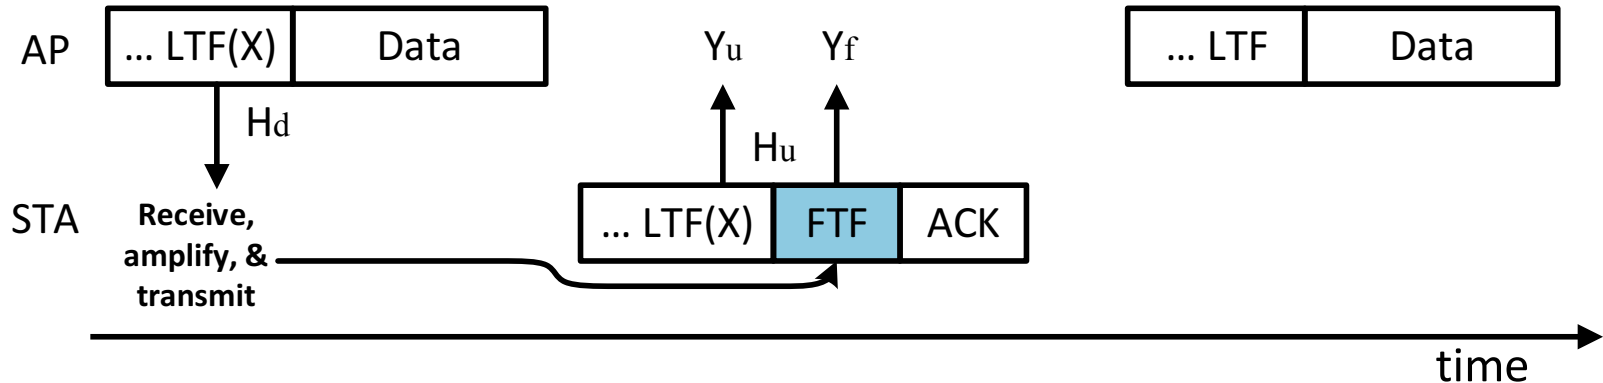 AP
... LTF(X)
Data
Yu
Yf
... LTF
Data
Hd
Hu
STA
Receive,
amplify, &
transmit
... LTF(X)
FTF
ACK
time